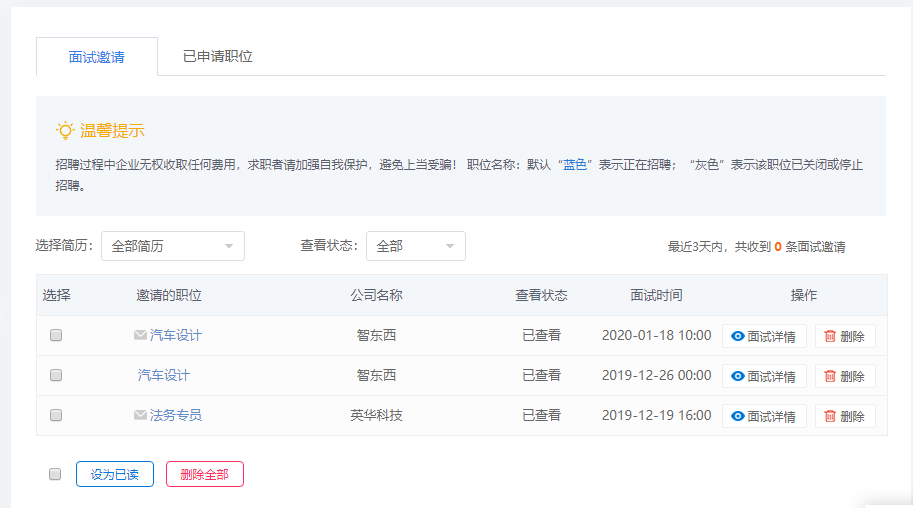 面试邀请 已申请职位
温馨提示
招聘过程中企业无权收取任何费用，求职者请加强自我保护，避免上当受骗！ 职位名称：默认“蓝色”表示正在招聘；“灰色”表示该职位已关闭或停止
招聘。
选择简历： 全部简历 查看状态： 全部 最近3天内，共收到 0 条面试邀请
选择 邀请的职位 公司名称 查看状态 面试时间 操作
汽车设计 智东西 已查看 2020-01-18 10:00 面试详情 删除
汽车设计 智东西 已查看 2019-12-26 00:00 面试详情 删除
法务专员 英华科技 已查看 2019-12-19 16:00 面试详情 删除
设为已读 删除全部